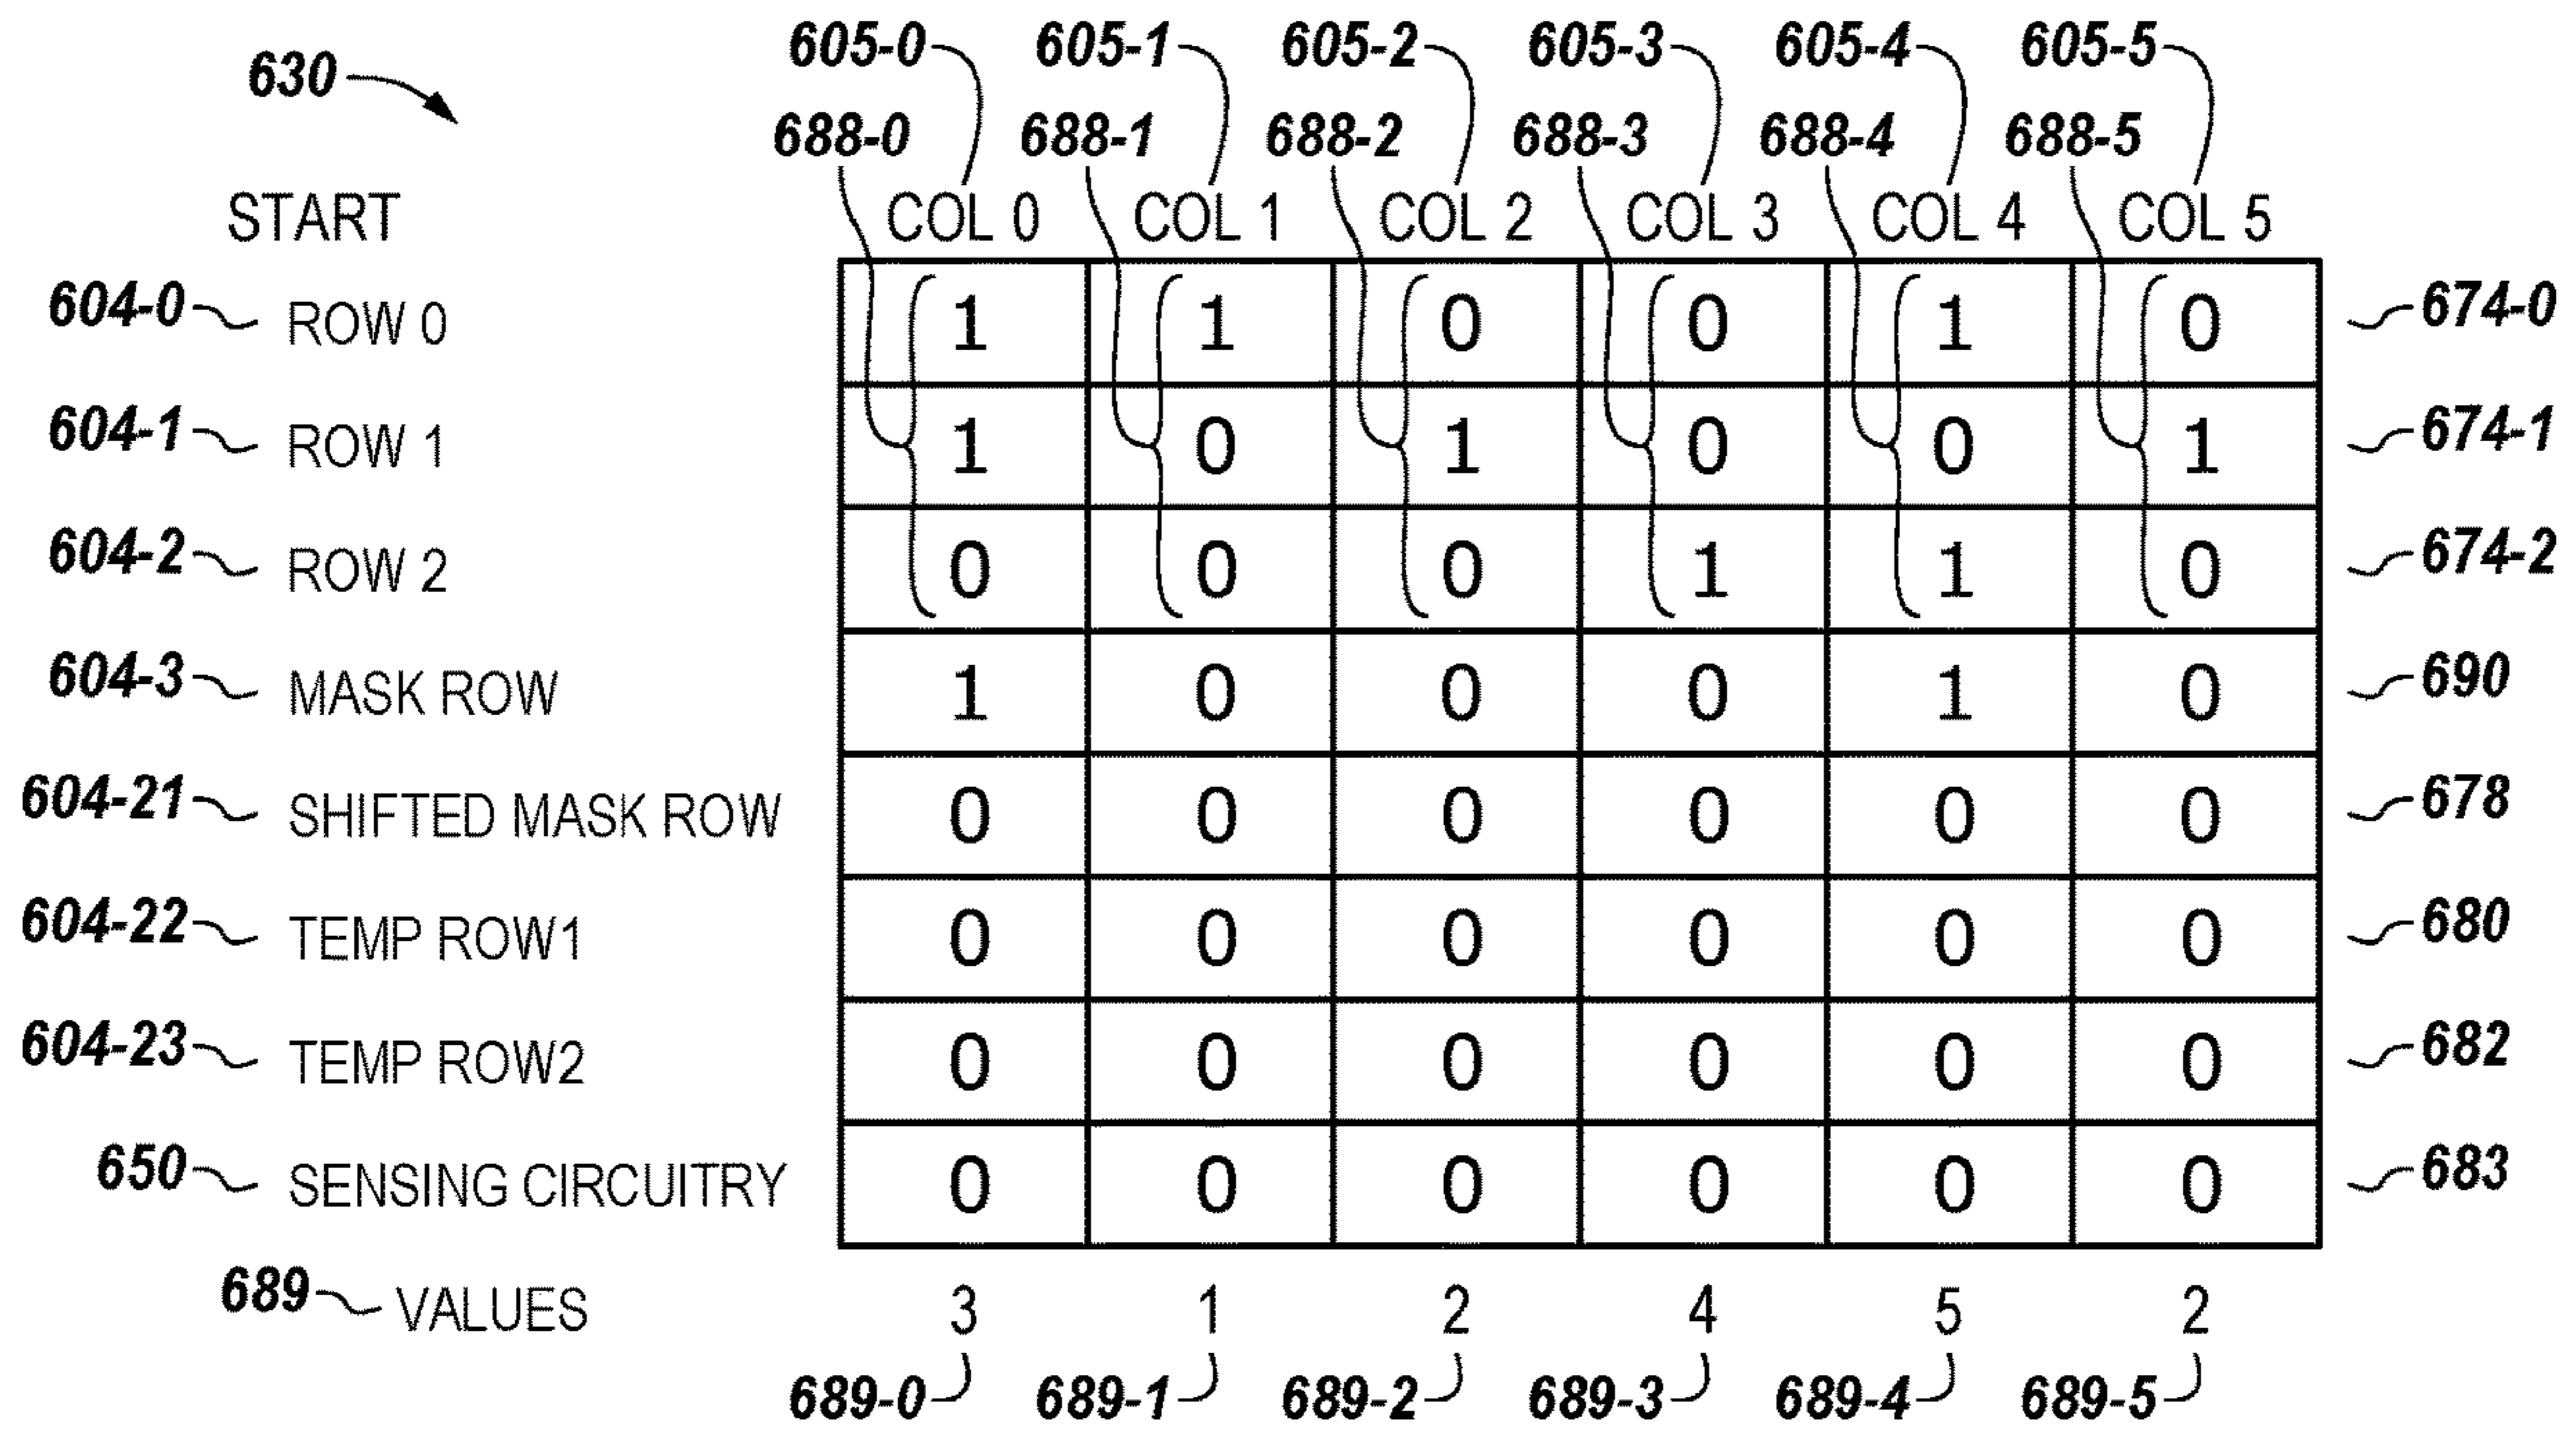 605-0 605-1 605-2 605-3 605-4 605-5
630
688-0 688-1 688-2 688-3 688-4 688-5
START COL 0 COL 1 COL 2 COL 3 COL 4 COL 5
604-0 ROW 0 1 1 0 0 1 0 674-0
604-1 ROW 1 1 0 1 0 0 1 674-1
604-2 ROW 2 0 0 0 1 1 0 674-2
604-3 MASK ROW 1 0 0 0 1 0 690
604-21 SHIFTED MASK ROW 0 0 0 0 0 0 678
604-22 TEMP ROW1 0 0 0 0 0 0 680
604-23 TEMP ROW2 0 0 0 0 0 0 682
650 SENSING CIRCUITRY 0 0 0 0 0 0 683
689 VALUES 3 1 2 4 5 2
689-0 689-1 689-2 689-3 689-4 689-5